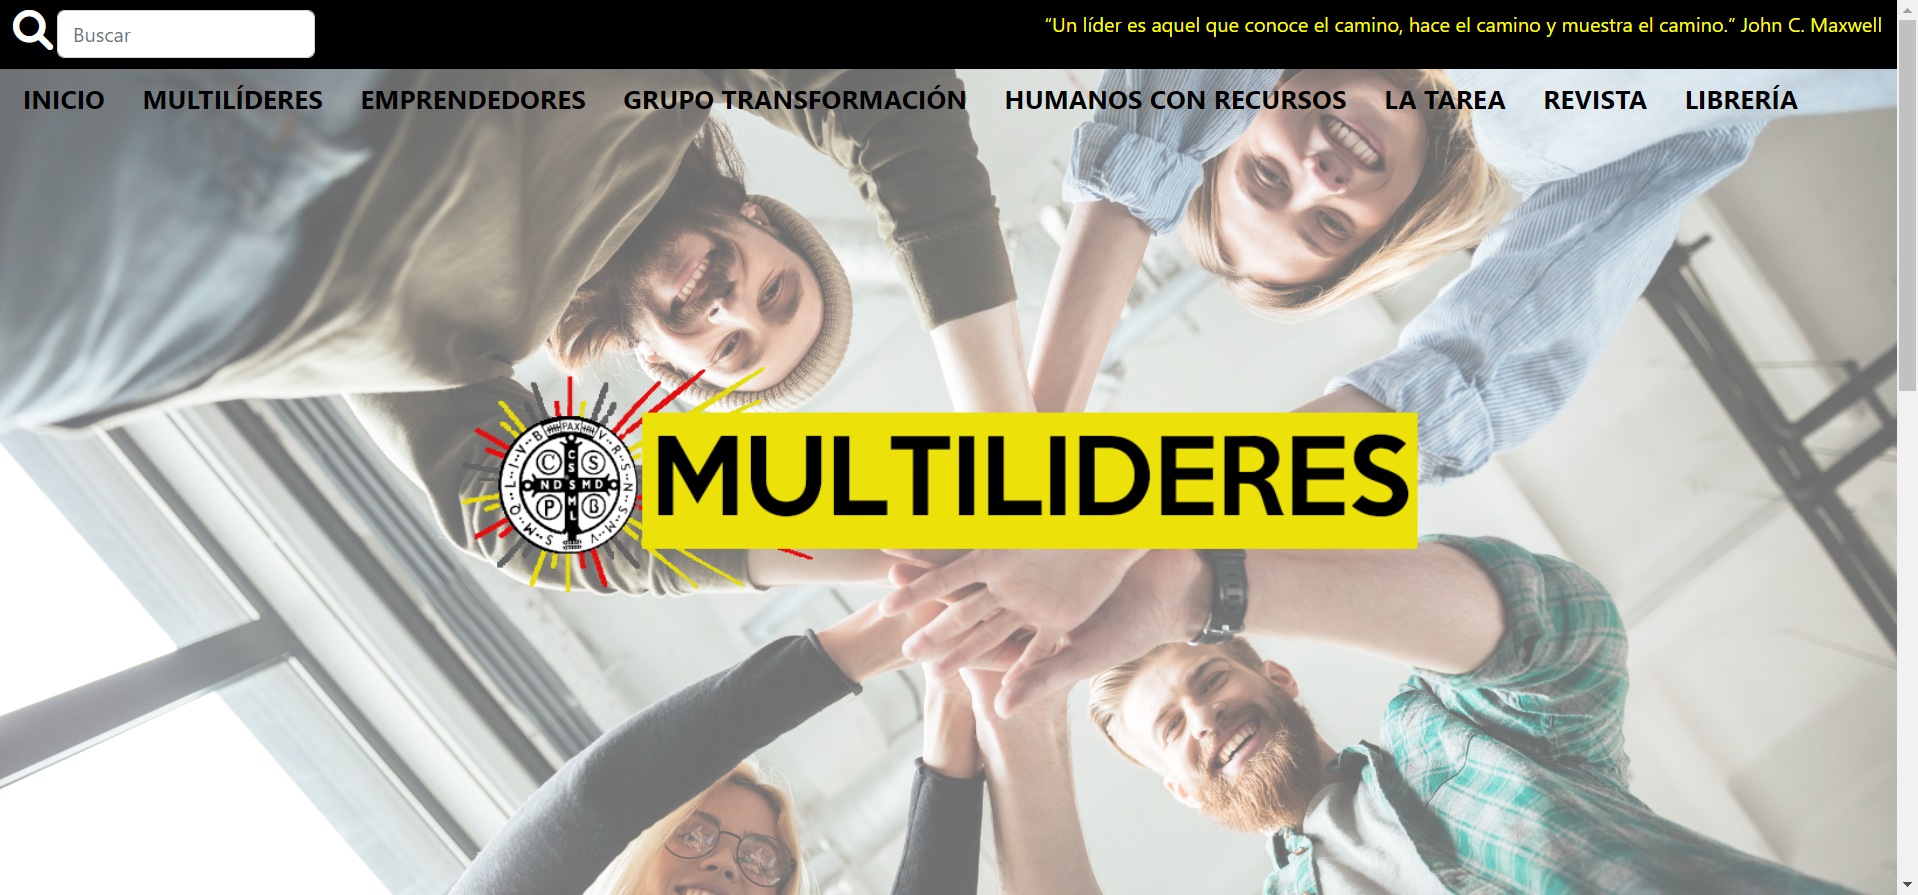 Buscar
“Un líder es aquel que conoce el camino, hace el camino y muestra el camino.” John C. Maxwell
INICIO MULTILÍDERES EMPRENDEDORES GRUPO TRANSFORMACIÓN HUMANOS CON RECURSOS LA TAREA REVISTA LIBRERÍA
PAX
V R S N S M V S M Q L I V B
C S S M L
N D S M D
C S P B
MULTILIDERES